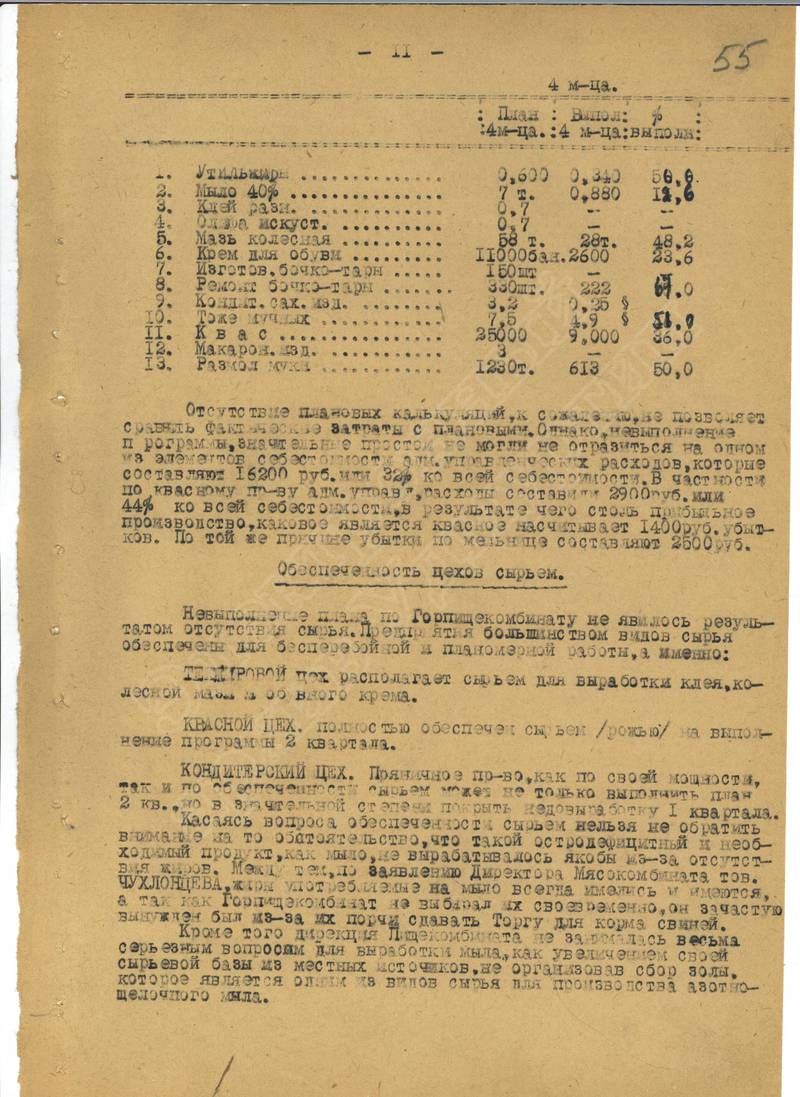 - II -
55
4 м-ца.
: План : Выпол: % :
:4м-ца.:4 м-ца:выполн:
1. Утильжиры .............. 0,600 0,340
2. Мыло 40% ............... 7 т. 0,880 12,6
3. Клей разн. ............. 0,7 — —
4. Олифа искуст. .......... 0,7 — —
5. Мазь колесная .......... 58 т. 28т. 48,2
6. Крем для обуви ......... 11000бан.2600 23,6
7. Изготов.бочко-тары ..... 150шт —
8. Ремонт бочко-тары ...... 330шт. 222 67.0
9. Кондит.сах.изд. ........ 3,2 0,25 §
10. Тоже мучных ........... 7,5 4,9 §
II. К в а с ............... 25000 9,000 36,0
12. Макарон.изд. .......... 3 — —
13. Размол муки ........... 1230т. 613 50,0
Отсутствие плановых калькуляций,к сожалению,не позволяет
сравнить фактические затраты с плановыми.Однако,невыполнение
п рограммы,значительные простои не могли не отразиться на одном
из элементов себестоимости адм.управленческих расходов,которые
составляют 16200 руб.или 32% ко всей себестоимости.В частности
по квасному пр-ву адм.управл,расходы составили 2900руб.или
44% ко всей себестоимости,в результате чего столь прибыльное
производство,каковое является квасное насчитывает 1400руб.убыт-
ков. По той же причине убытки по мельнице составляют 2500руб.
Обеспеченность цехов сырьем.
Невыполнение плана по Горпищекомбинату не явилось резуль-
татом отсутствия сырья.Предпр ятия большинством видов сырья
обеспечены для бесперебойной и планомерной работы,а именно:
цех располагает сырьем для выработки клея,ко-
лесной мази и об вного крема.
КВАСНОЙ ЦЕХ. полностью обеспечен сырьем /рожью/ на выпол-
нение программы 2 квартала.
КОНДИТЕРСКИЙ ЦЕХ. Пряничное пр-во,как по своей мощности,
так и по обеспеченности сырьем может не только выполнить план
2 кв.,но в значительной степени покрыть недовыработку I квартала.
Касаясь вопроса обеспеченности сырьем нельзя не обратить
внимание на то обстоятельство,что такой остродефицитный и необ-
ходимый продукт,как мыло,не вырабатывалось якобы из-за отсутст-
вия жиров. Между тем,по заявлению Директора Мясокомбината тов.
ЧУХЛОНЦЕВА,жиры употребляемые на мыло всегда имелись и имеются,
а так как Горпищекомбинат не выбирал их своевременно,он зачастую
вынужден был из-за их порчи сдавать Торгу для корма свиней.
Кроме того дирекция Пищекомбината не занималась весьма
серьезным вопросим для выработки мыла,как увеличением своей
сырьевой базы из местных источиков,не организовав сбор золы,
которое является одним из видов сырья для производства азотно-
щелочного мыла.